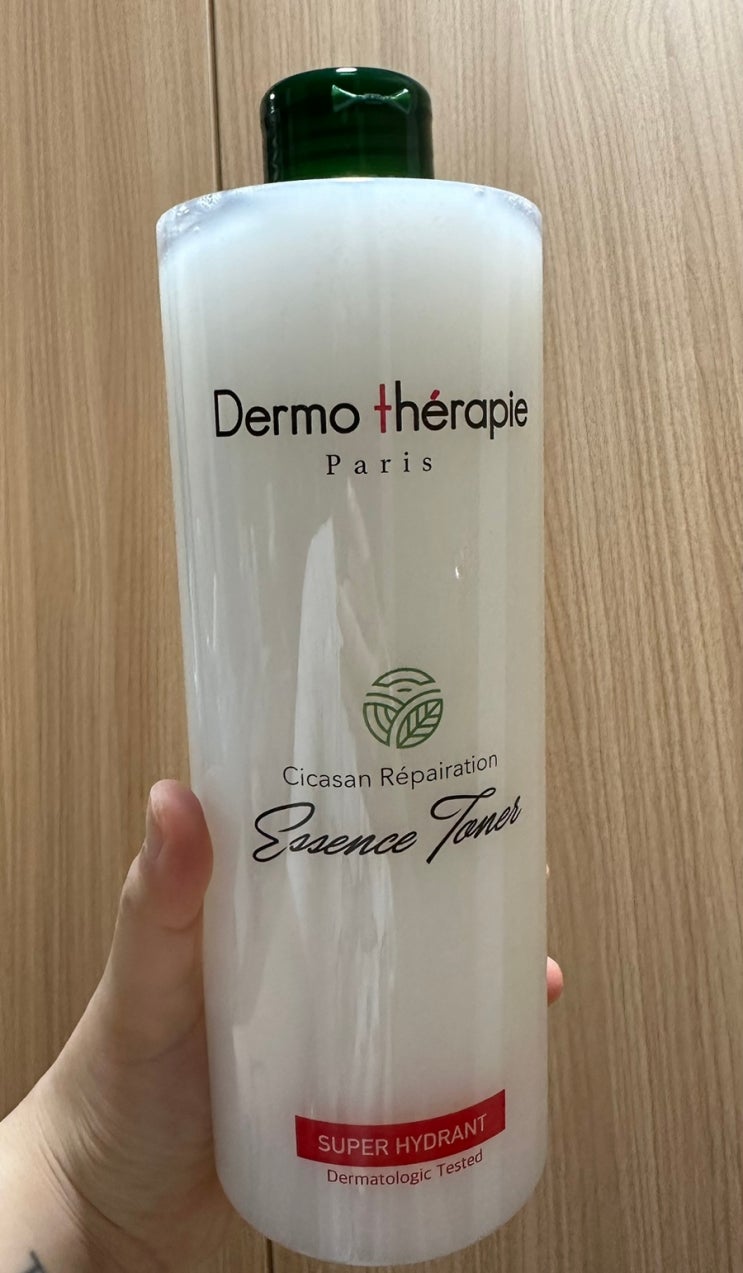 Dermo thérapie
Paris
Cicasan Répairation
Essence Toner
SUPER HYDRANT
Dermatologic Tested